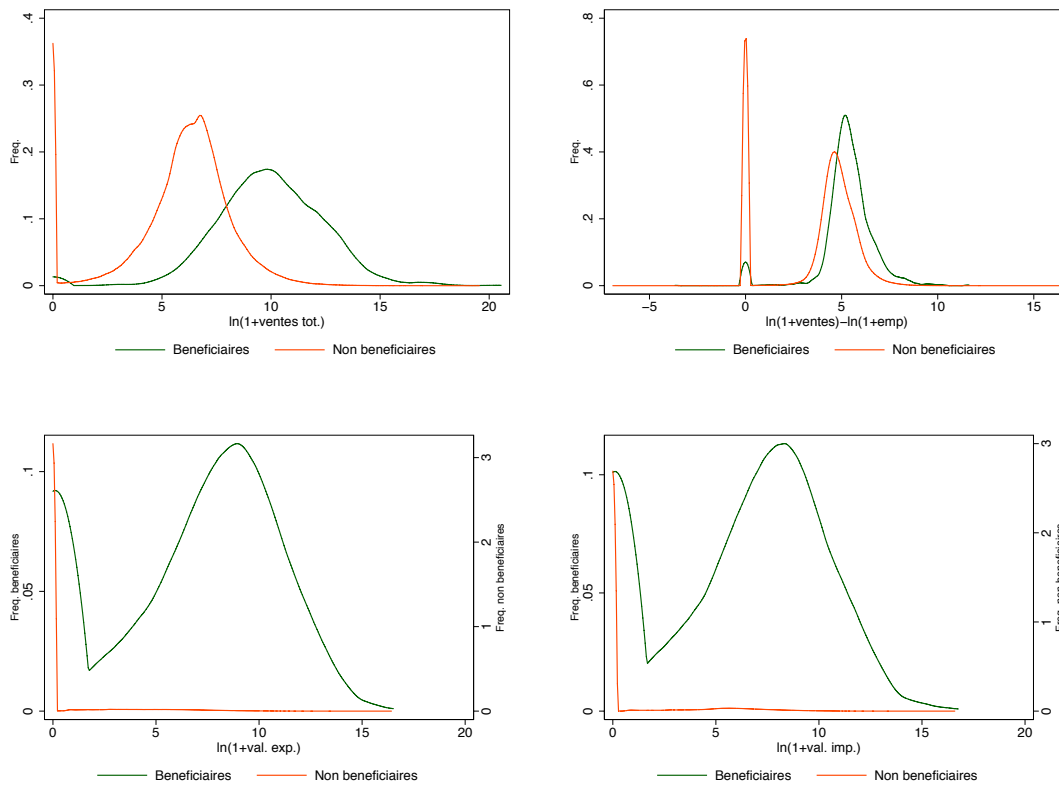 .4
.3
.2
.1
0
Freq.
0 5 10 15 20
ln(1+ventes tot.)
Beneficiaires Non beneficiaires
.8
.6
.4
.2
0
Freq.
−5 0 5 10 15
ln(1+ventes)−ln(1+emp)
Beneficiaires Non beneficiaires
.1
.05
0
Freq. beneficiaires
3
2
1
0
Freq. non beneficiaires
0 5 10 15 20
ln(1+val. exp.)
Beneficiaires Non beneficiaires
.1
.05
0
Freq. beneficiaires
3
2
1
0
Freq. non beneficiaires
0 5 10 15 20
ln(1+val. imp.)
Beneficiaires Non beneficiaires